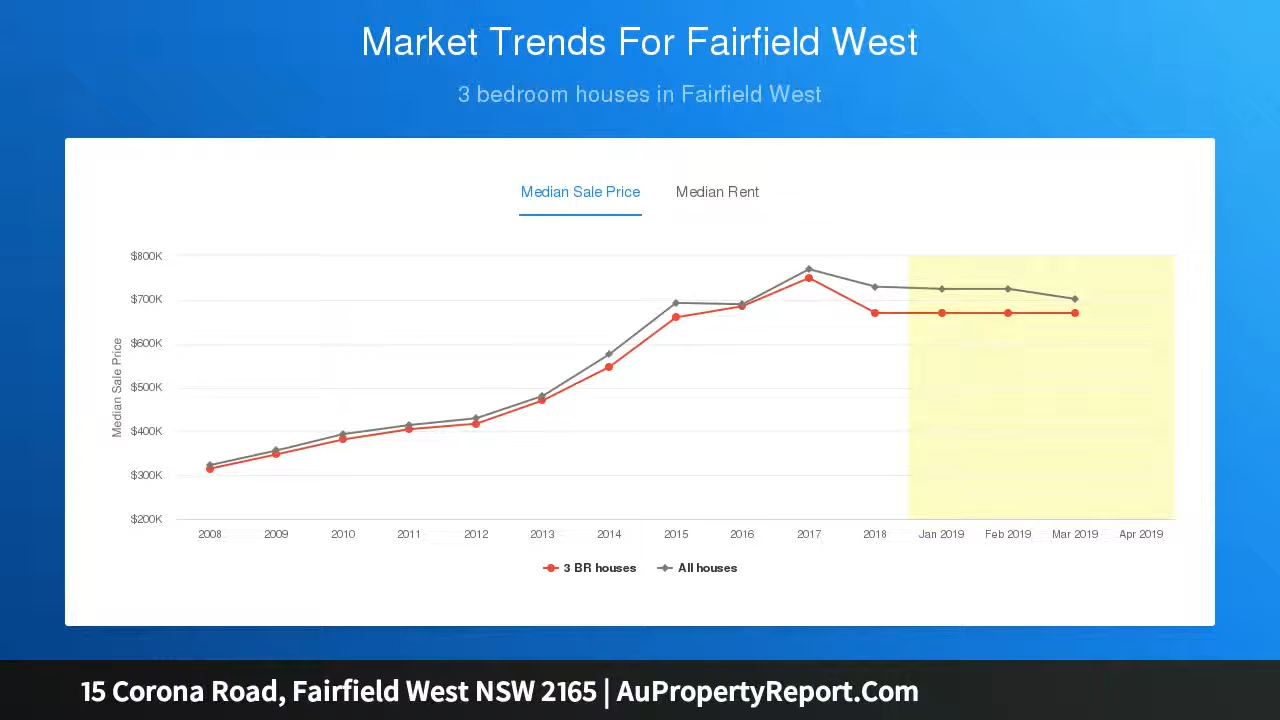 Market Trends For Fairfield West
3 bedroom houses in Fairfield West
Median Sale Price Median Rent
Median Sale Price
$800K
$700K
$600K
$500K
$400K
$300K
$200K
2008 2009 2010 2011 2012 2013 2014 2015 2016 2017 2018 Jan 2019 Feb 2019 Mar 2019 Apr 2019
3 BR houses All houses
15 Corona Road, Fairfield West NSW 2165 | AuPropertyReport.Com